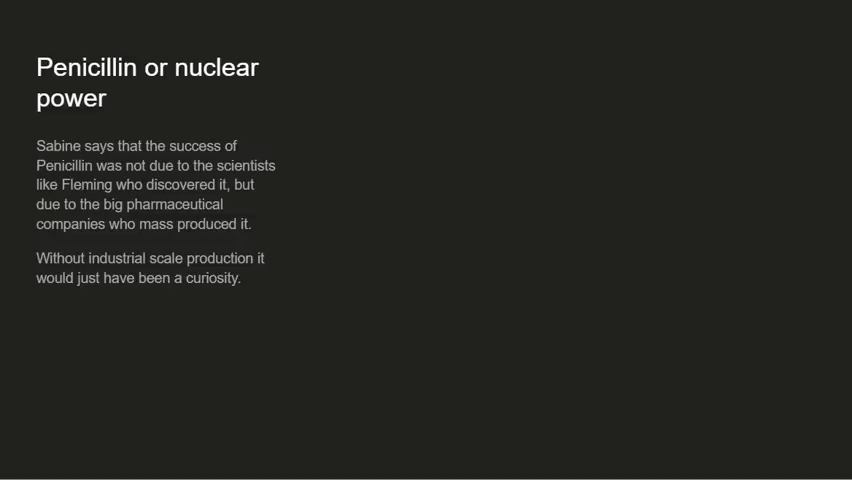 Penicillin or nuclear
power
Sabine says that the success of
Penicillin was not due to the scientists
like Fleming who discovered it, but
due to the big pharmaceutical
companies who mass produced it.
Without industrial scale production it
would just have been a curiosity.